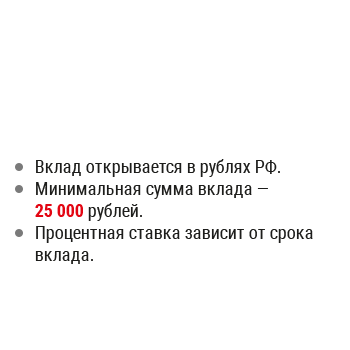 Вклад открывается в рублях РФ.
Минимальная сумма вклада —
25 000 рублей.
Процентная ставка зависит от срока
вклада.